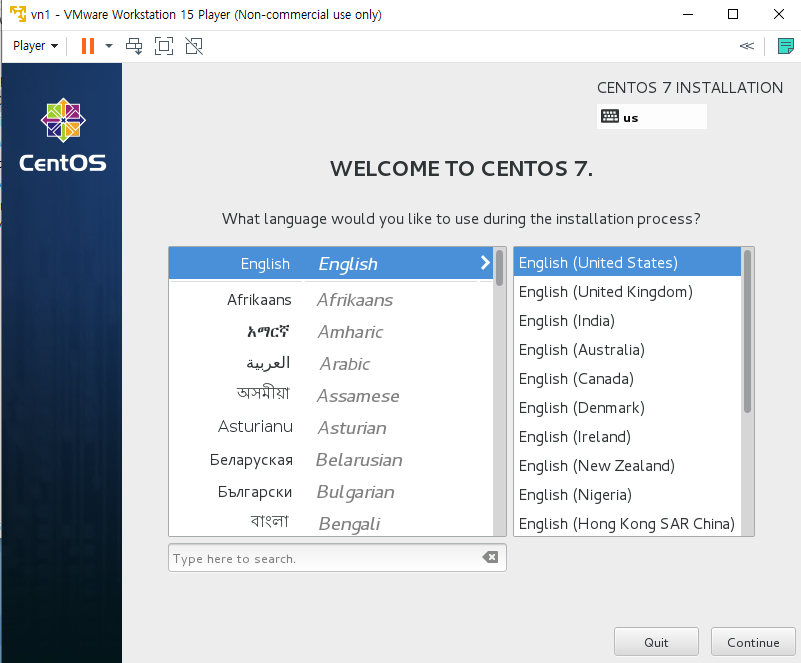 vn1 - VMware Workstation 15 Player (Non-commercial use only)
Player
CentOS
CENTOS 7 INSTALLATION
us
WELCOME TO CENTOS 7.
What language would you like to use during the installation process?
English English
Afrikaans Afrikaans
አማርኛ Amharic
العربية Arabic
অসমীয়া Assamese
Asturianu Asturian
Беларуская Belarusian
Български Bulgarian
বাংলা Bengali
English (United States)
English (United Kingdom)
English (India)
English (Australia)
English (Canada)
English (Denmark)
English (Ireland)
English (New Zealand)
English (Nigeria)
English (Hong Kong SAR China)
Type here to search.
Quit Continue